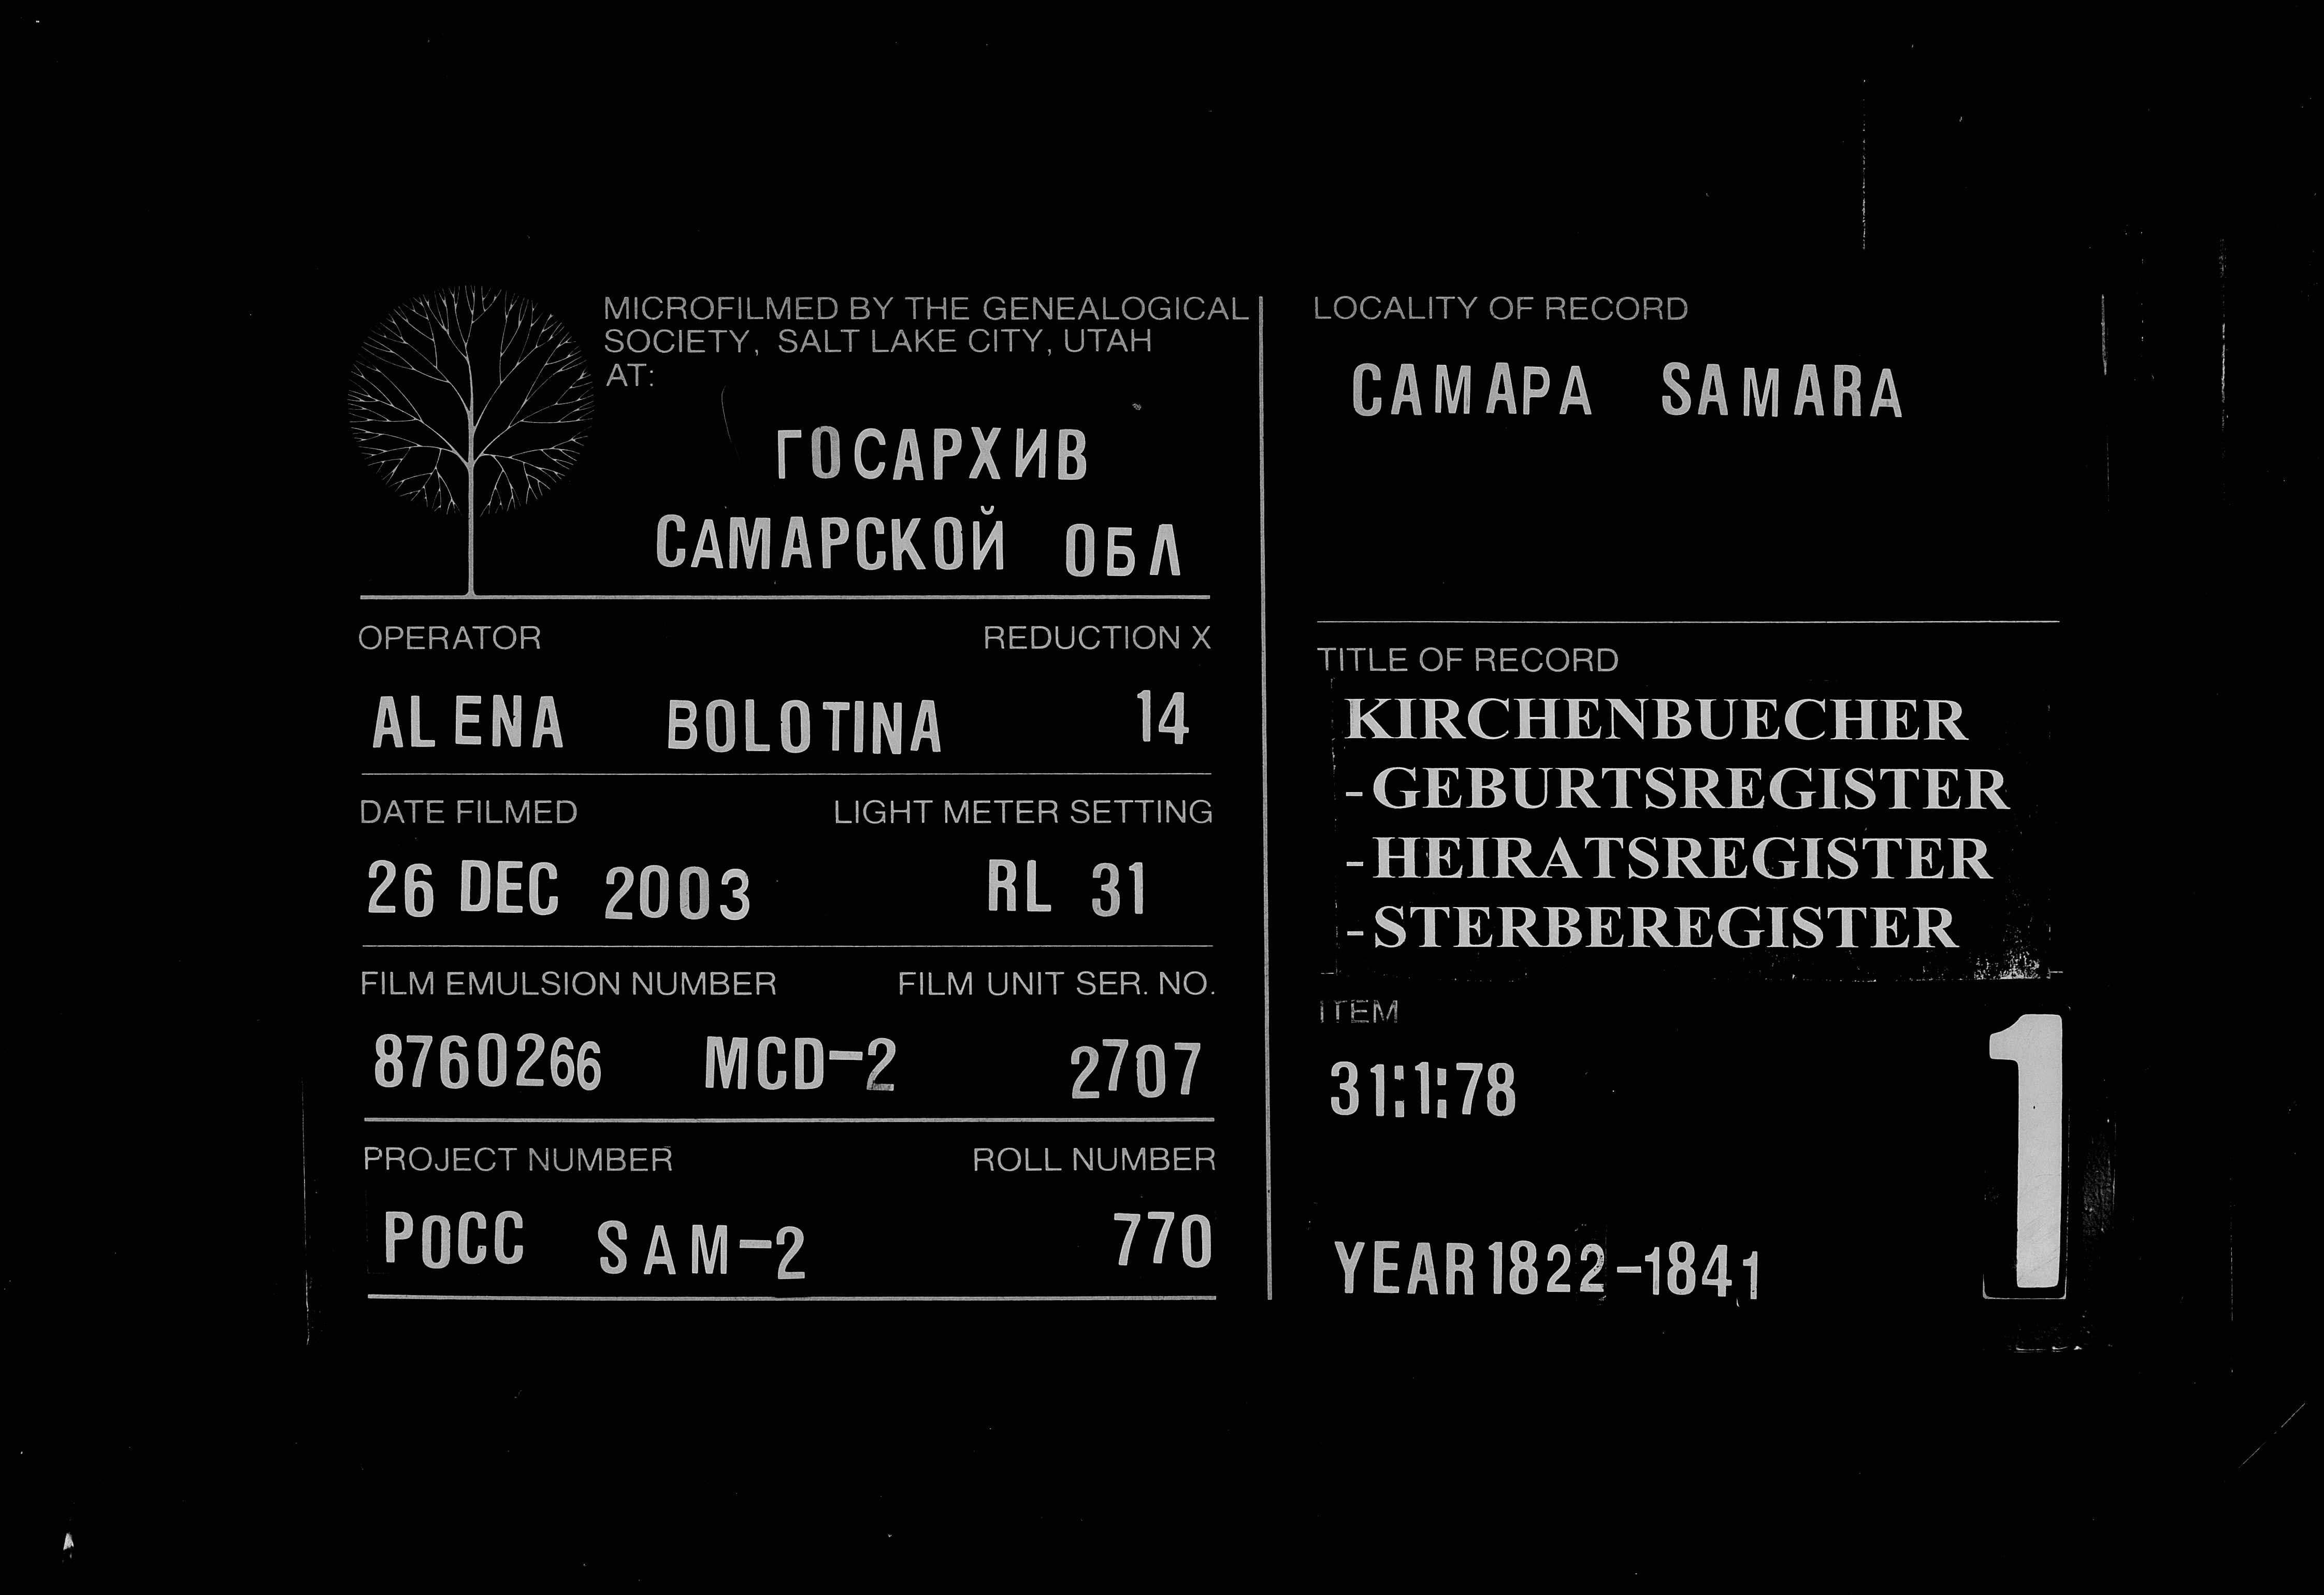 MICROFILMED BY THE GENEALOGICAL
SOCIETY, SALT LAKE CITY, UTAH
AT:
ГОСАРХИВ
САМАРСКОЙ ОБЛ
OPERATOR REDUCTION X
ALENA BOLOTINA 14
DATE FILMED LIGHT METER SETTING
26 DEC 2003 RL 31
FILM EMULSION NUMBER FILM UNIT SER. NO.
8760266 MCD-2 2707
PROJECT NUMBER ROLL NUMBER
РОСС SAM-2 770
LOCALITY OF RECORD
САМАРА SAMARA
TITLE OF RECORD
KIRCHENBUECHER
-GEBURTSREGISTER
-HEIRATSREGISTER
-STERBEREGISTER
ITEM
31:1:78
1
YEAR 1822-1841